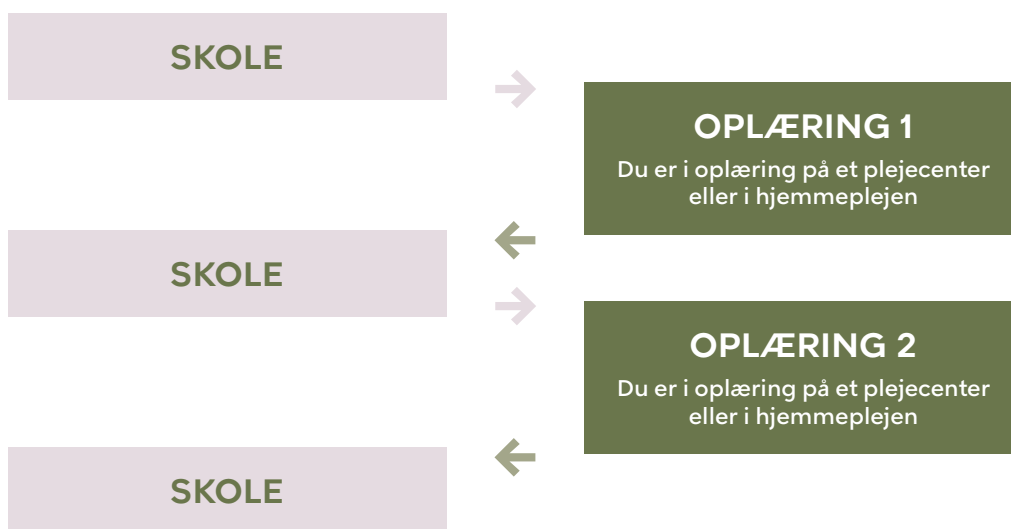 SKOLE
OPLÆRING 1
Du er i oplæring på et plejecenter
eller i hjemmeplejen
SKOLE
OPLÆRING 2
Du er i oplæring på et plejecenter
eller i hjemmeplejen
SKOLE